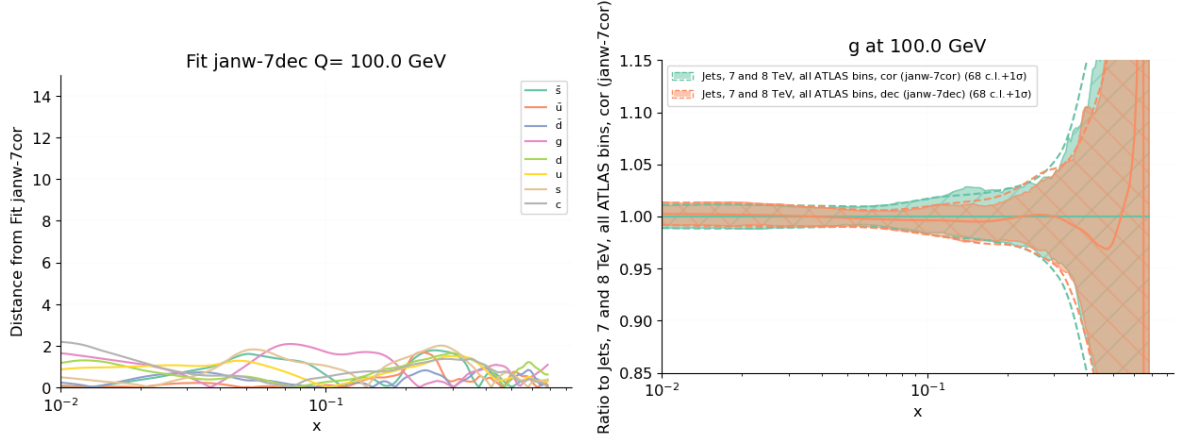 Fit janw-7dec Q= 100.0 GeV
Distance from Fit janw-7cor
14
12
10
8
6
4
2
0
10⁻²
10⁻¹
x
s̄
ū
d̄
g
d
u
s
c
g at 100.0 GeV
Ratio to Jets, 7 and 8 TeV, all ATLAS bins, cor (janw-7cor)
Jets, 7 and 8 TeV, all ATLAS bins, cor (janw-7cor) (68 c.l.+1σ)
Jets, 7 and 8 TeV, all ATLAS bins, dec (janw-7dec) (68 c.l.+1σ)
1.15
1.10
1.05
1.00
0.95
0.90
0.85
10⁻²
10⁻¹
x